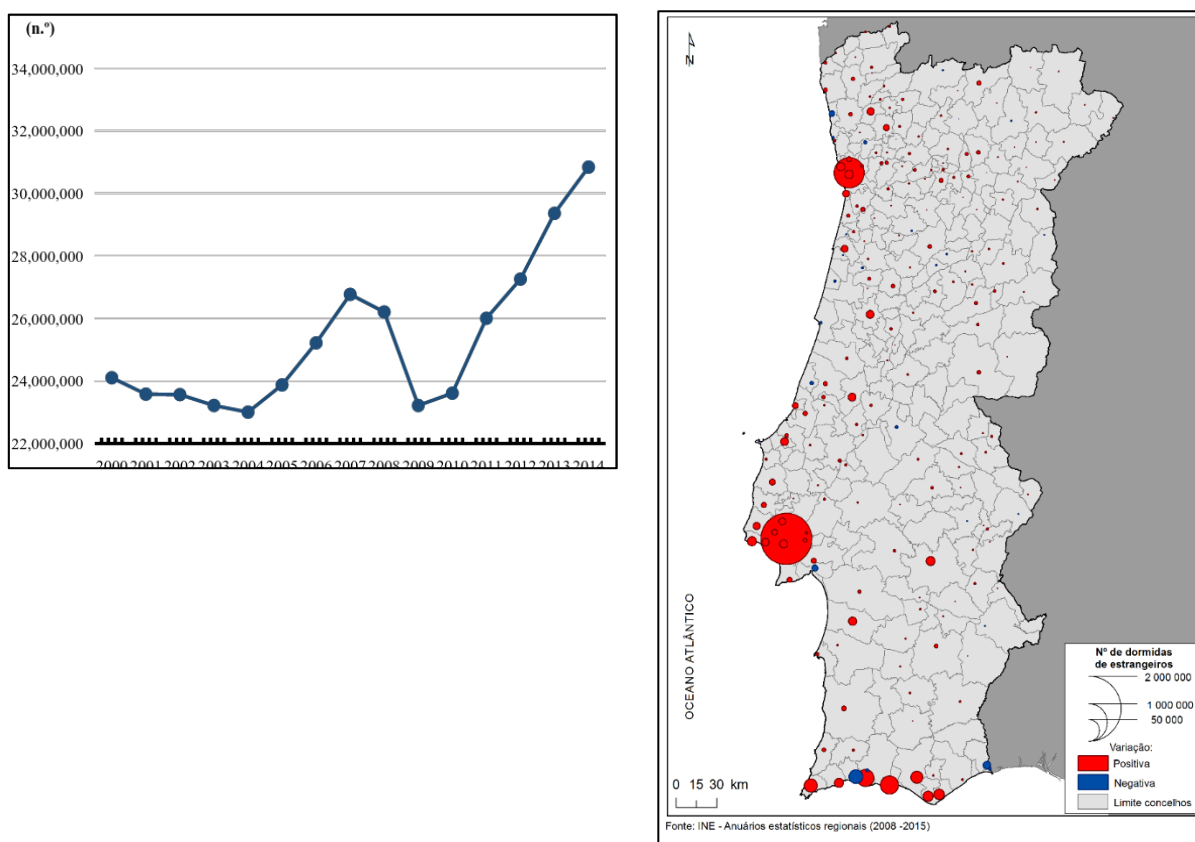 (n.º)
34,000,000
32,000,000
30,000,000
28,000,000
26,000,000
24,000,000
22,000,000
2000 2001 2002 2003 2004 2005 2006 2007 2008 2009 2010 2011 2012 2013 2014
N
OCEANO ATLÂNTICO
0 15 30 km
Nº de dormidas
de estrangeiros
2 000 000
1 000 000
50 000
Variação:
Positiva
Negativa
Limite concelhos
Fonte: INE - Anuários estatísticos regionais (2008 -2015)